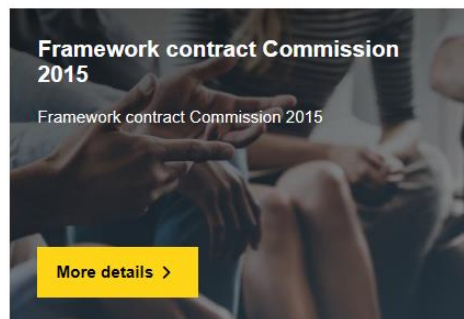 Framework contract Commission
2015
Framework contract Commission 2015
More details >